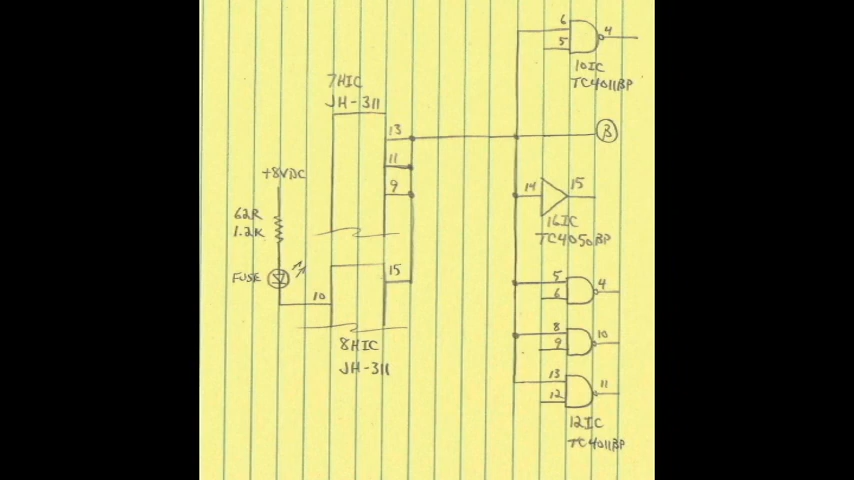 6
4
5
10IC
TC4011BP
7HIC
JH-311
13
B
11
9
+8VDC
14
15
62R
1.2K
16IC
TC4050BP
FUSE
10
15
5
4
6
8
10
9
8HIC
JH-311
13
11
12
12IC
TC4011BP